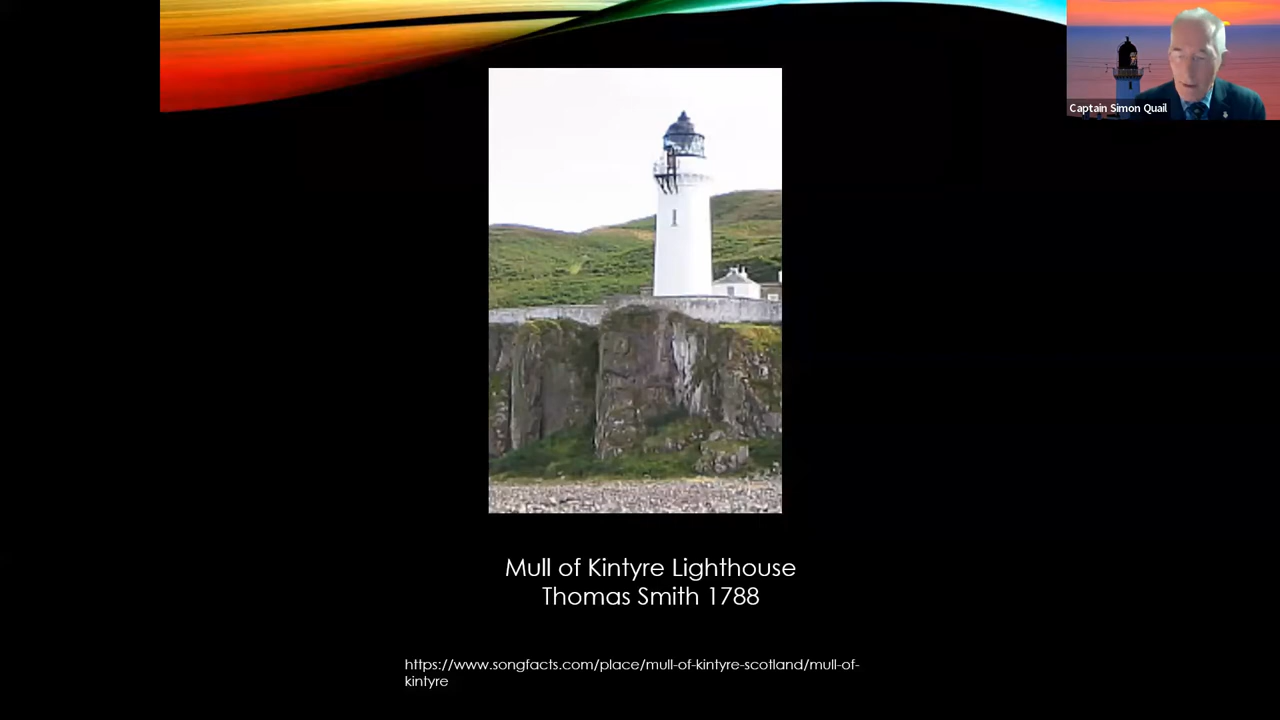 Captain Simon Quail
Mull of Kintyre Lighthouse
Thomas Smith 1788
https://www.songfacts.com/place/mull-of-kintyre-scotland/mull-of-
kintyre